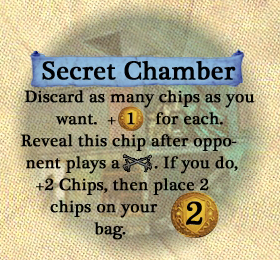 Secret Chamber
Discard as many chips as you
want. + 1 for each.
Reveal this chip after oppo-
nent plays a . If you do,
+2 Chips, then place 2
chips on your
bag.
2